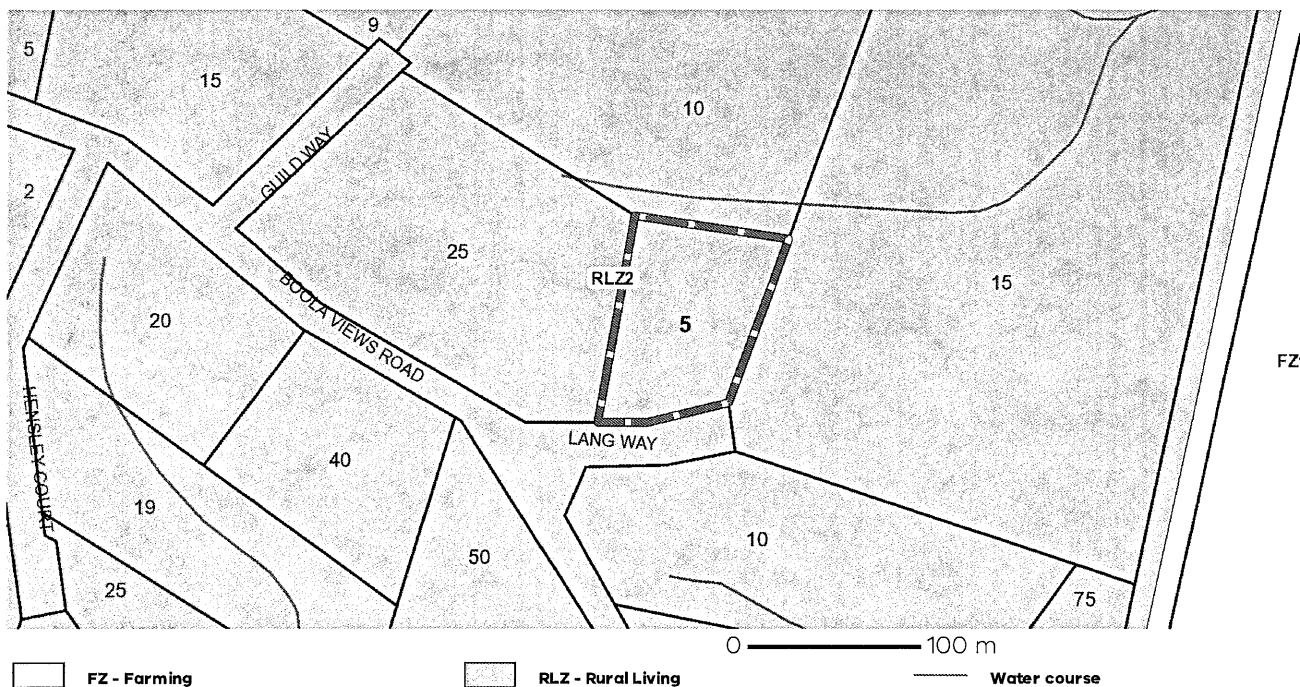 9
5
15
10
GUILD WAY
2
25
RLZ2
15
BOOLA VIEWS ROAD
20
5
FZ
HENSLEY COURT
LANG WAY
40
19
10
50
25
75
0 100 m
FZ - Farming
RLZ - Rural Living
Water course